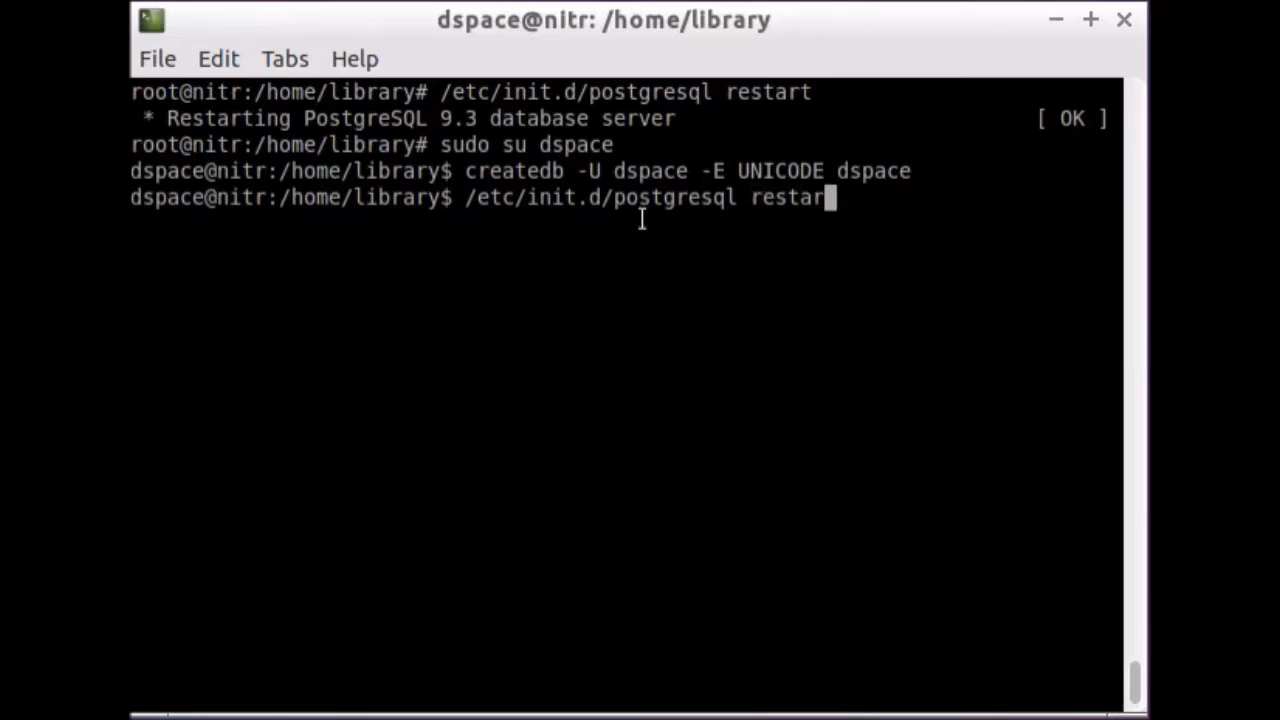 dspace@nitr: /home/library
File Edit Tabs Help
root@nitr:/home/library# /etc/init.d/postgresql restart
 * Restarting PostgreSQL 9.3 database server [ OK ]
root@nitr:/home/library# sudo su dspace
dspace@nitr:/home/library$ createdb -U dspace -E UNICODE dspace
dspace@nitr:/home/library$ /etc/init.d/postgresql restar